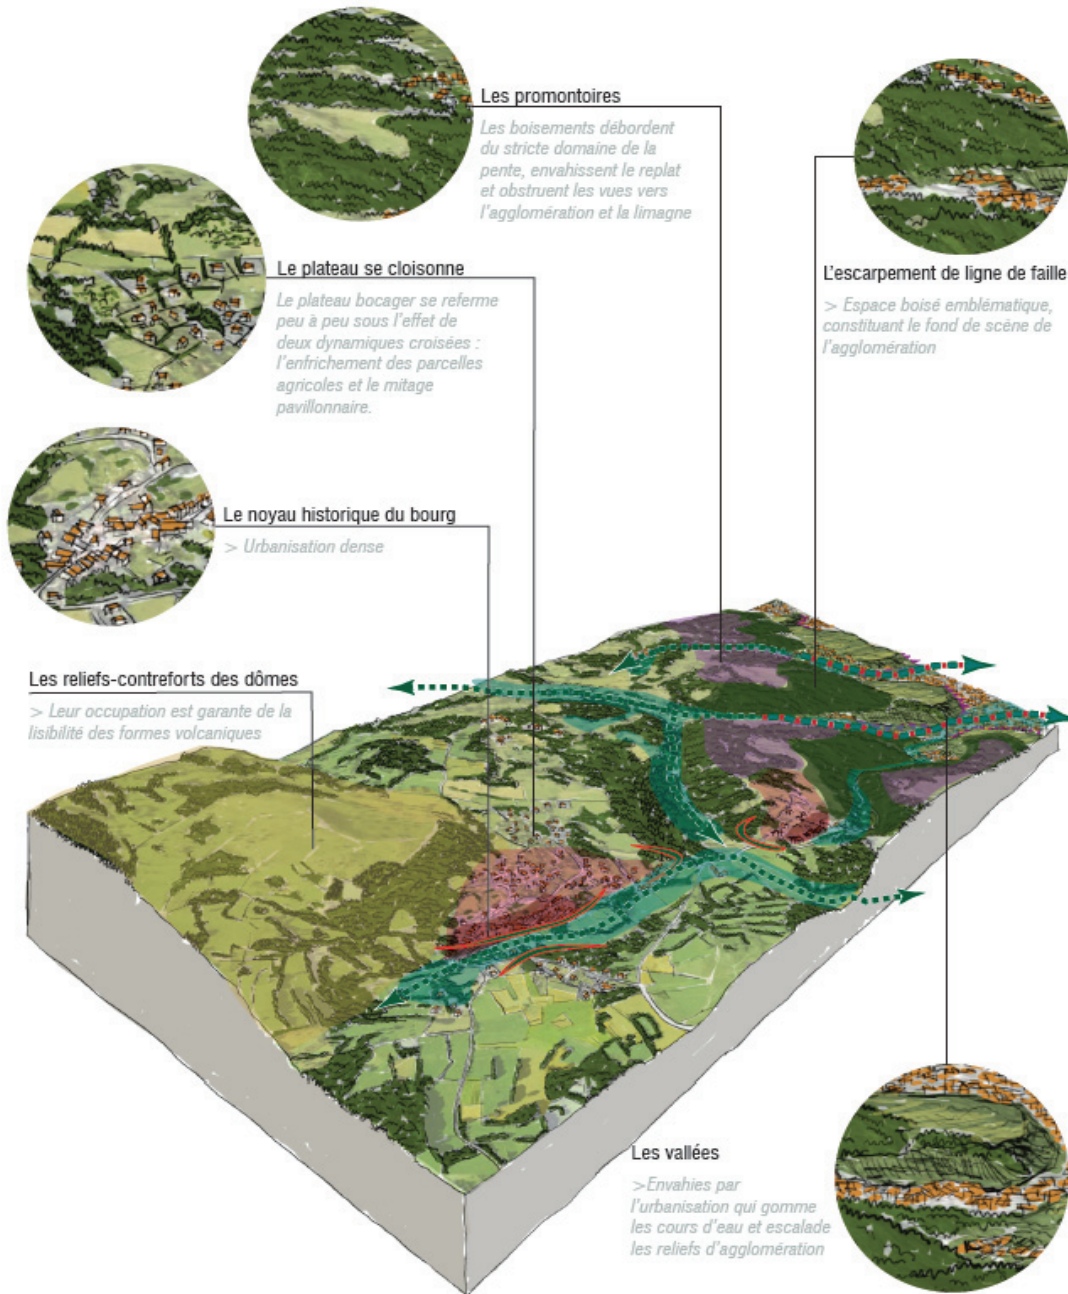 Les promontoires
Les boisements débordent
du stricte domaine de la
pente, envahissent le replat
et obstruent les vues vers
l'agglomération et la limagne
L'escarpement de ligne de faille
> Espace boisé emblématique,
constituant le fond de scène de
l'agglomération
Le plateau se cloisonne
Le plateau bocager se referme
peu à peu sous l'effet de
deux dynamiques croisées :
l'enfrichement des parcelles
agricoles et le mitage
pavillonnaire.
Le noyau historique du bourg
> Urbanisation dense
Les reliefs-contreforts des dômes
> Leur occupation est garante de la
lisibilité des formes volcaniques
Les vallées
>Envahies par
l'urbanisation qui gomme
les cours d'eau et escalade
les reliefs d'agglomération